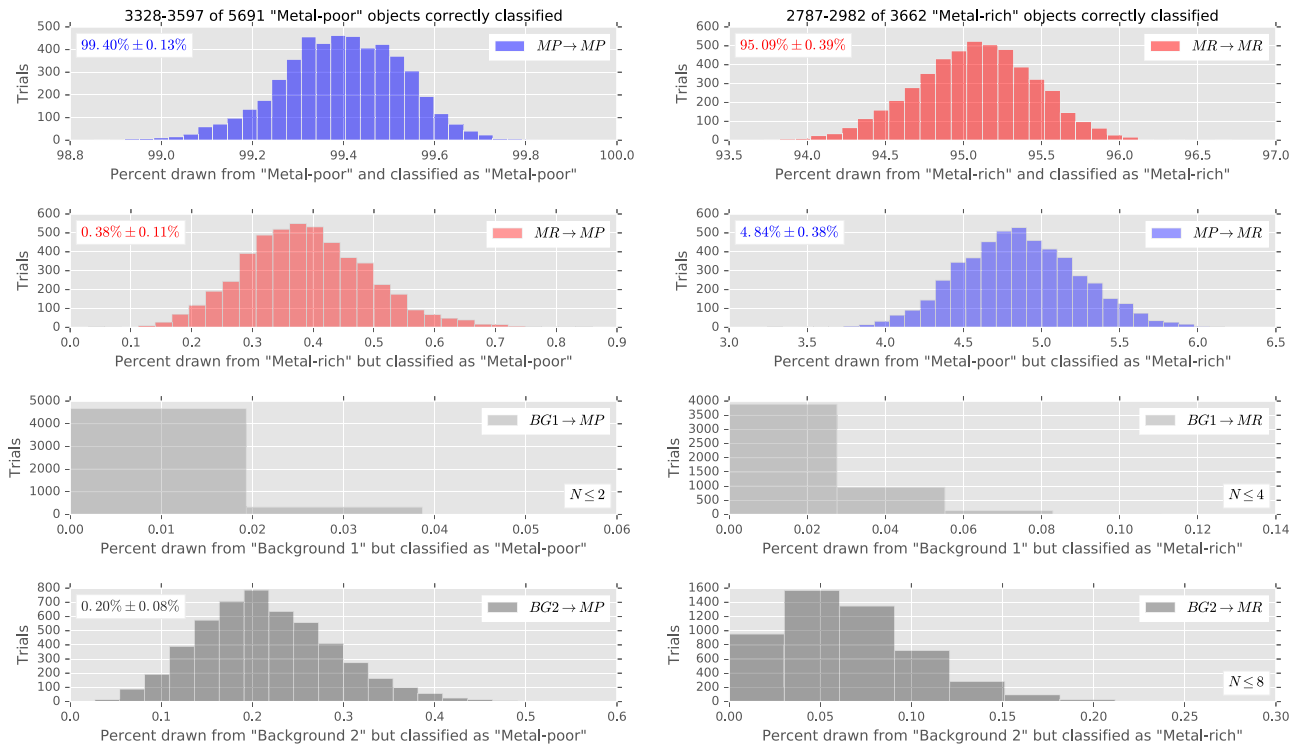 3328-3597 of 5691 "Metal-poor" objects correctly classified
99.40% ± 0.13%
MP → MP
Trials
500
400
300
200
100
0
98.8 99.0 99.2 99.4 99.6 99.8 100.0
Percent drawn from "Metal-poor" and classified as "Metal-poor"
2787-2982 of 3662 "Metal-rich" objects correctly classified
95.09% ± 0.39%
MR → MR
Trials
600
500
400
300
200
100
0
93.5 94.0 94.5 95.0 95.5 96.0 96.5 97.0
Percent drawn from "Metal-rich" and classified as "Metal-rich"
0.38% ± 0.11%
MR → MP
Trials
600
500
400
300
200
100
0
0.0 0.1 0.2 0.3 0.4 0.5 0.6 0.7 0.8 0.9
Percent drawn from "Metal-rich" but classified as "Metal-poor"
4.84% ± 0.38%
MP → MR
Trials
600
500
400
300
200
100
0
3.0 3.5 4.0 4.5 5.0 5.5 6.0 6.5
Percent drawn from "Metal-poor" but classified as "Metal-rich"
BG1 → MP
N ≤ 2
Trials
5000
4000
3000
2000
1000
0
0.00 0.01 0.02 0.03 0.04 0.05 0.06
Percent drawn from "Background 1" but classified as "Metal-poor"
BG1 → MR
N ≤ 4
Trials
4000
3500
3000
2500
2000
1500
1000
500
0
0.00 0.02 0.04 0.06 0.08 0.10 0.12 0.14
Percent drawn from "Background 1" but classified as "Metal-rich"
0.20% ± 0.08%
BG2 → MP
Trials
800
700
600
500
400
300
200
100
0
0.0 0.1 0.2 0.3 0.4 0.5 0.6
Percent drawn from "Background 2" but classified as "Metal-poor"
BG2 → MR
N ≤ 8
Trials
1600
1400
1200
1000
800
600
400
200
0
0.00 0.05 0.10 0.15 0.20 0.25 0.30
Percent drawn from "Background 2" but classified as "Metal-rich"